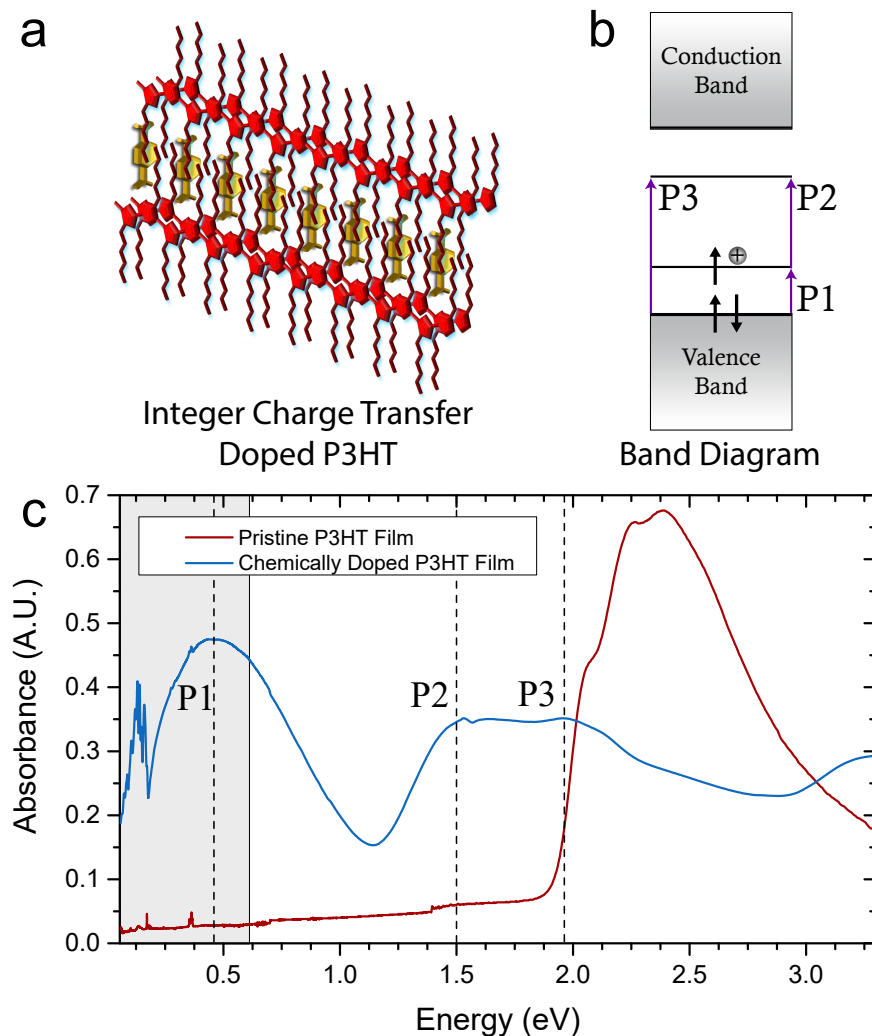 a
b
Conduction
Band
P3
P2
P1
Valence
Band
Integer Charge Transfer
Doped P3HT
Band Diagram
c
Pristine P3HT Film
Chemically Doped P3HT Film
P1
P2
P3
Absorbance (A.U.)
0.7
0.6
0.5
0.4
0.3
0.2
0.1
0.0
0.5
1.0
1.5
2.0
2.5
3.0
Energy (eV)